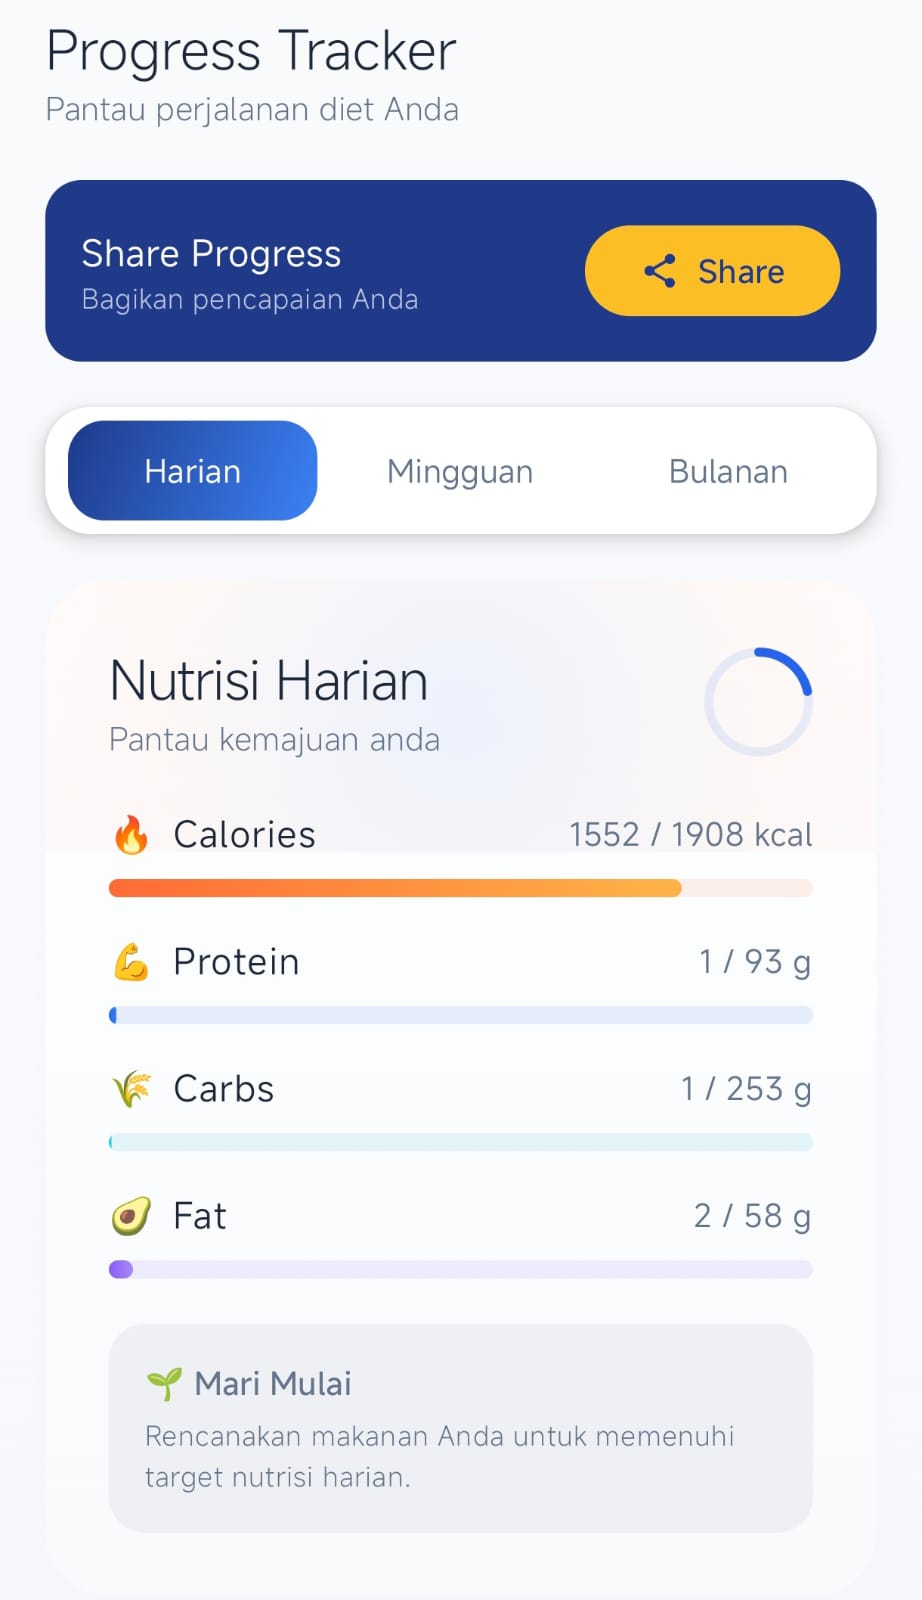 Progress Tracker
Pantau perjalanan diet Anda
Share Progress
Bagikan pencapaian Anda
Share
Harian
Mingguan
Bulanan
Nutrisi Harian
Pantau kemajuan anda
Calories
1552 / 1908 kcal
Protein
1 / 93 g
Carbs
1 / 253 g
Fat
2 / 58 g
Mari Mulai
Rencanakan makanan Anda untuk memenuhi
target nutrisi harian.